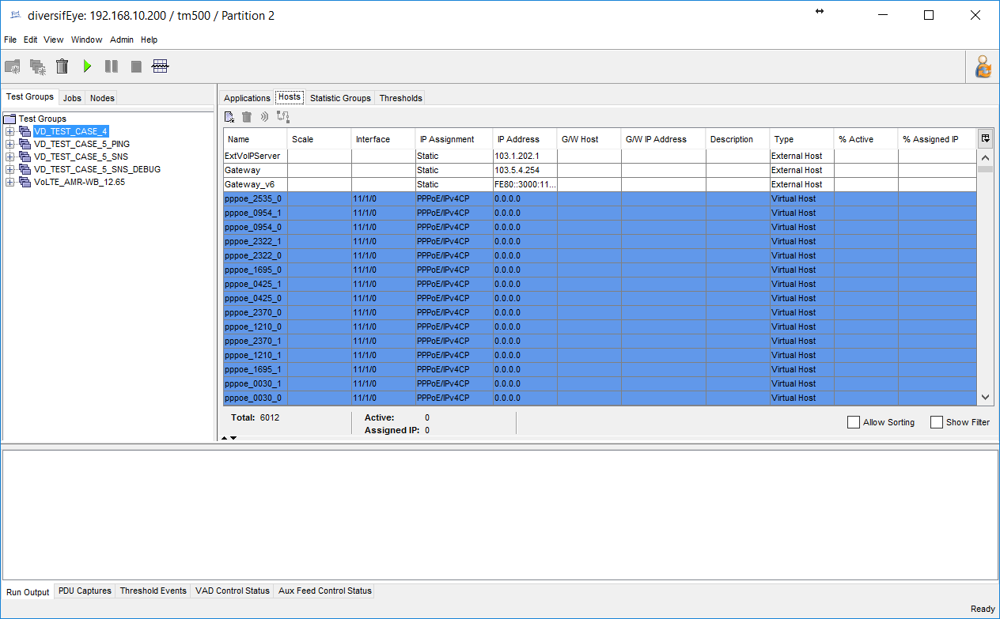 diversifEye: 192.168.10.200 / tm500 / Partition 2
File Edit View Window Admin Help
Test Groups Jobs Nodes
Test Groups
VD_TEST_CASE_4
VD_TEST_CASE_5_PING
VD_TEST_CASE_5_SNS
VD_TEST_CASE_5_SNS_DEBUG
VoLTE_AMR-WB_12.65
Applications Hosts Statistic Groups Thresholds
Name Scale Interface IP Assignment IP Address G/W Host G/W IP Address Description Type % Active % Assigned IP
ExtVoIPServer Static 103.1.202.1 External Host
Gateway Static 103.5.4.254 External Host
Gateway_v6 Static FE80::3000:11... External Host
pppoe_2535_0 11/1/0 PPPoE/IPv4CP 0.0.0.0 Virtual Host
pppoe_0954_1 11/1/0 PPPoE/IPv4CP 0.0.0.0 Virtual Host
pppoe_0954_0 11/1/0 PPPoE/IPv4CP 0.0.0.0 Virtual Host
pppoe_2322_1 11/1/0 PPPoE/IPv4CP 0.0.0.0 Virtual Host
pppoe_2322_0 11/1/0 PPPoE/IPv4CP 0.0.0.0 Virtual Host
pppoe_1695_0 11/1/0 PPPoE/IPv4CP 0.0.0.0 Virtual Host
pppoe_0425_1 11/1/0 PPPoE/IPv4CP 0.0.0.0 Virtual Host
pppoe_0425_0 11/1/0 PPPoE/IPv4CP 0.0.0.0 Virtual Host
pppoe_2370_0 11/1/0 PPPoE/IPv4CP 0.0.0.0 Virtual Host
pppoe_1210_0 11/1/0 PPPoE/IPv4CP 0.0.0.0 Virtual Host
pppoe_2370_1 11/1/0 PPPoE/IPv4CP 0.0.0.0 Virtual Host
pppoe_1210_1 11/1/0 PPPoE/IPv4CP 0.0.0.0 Virtual Host
pppoe_1695_1 11/1/0 PPPoE/IPv4CP 0.0.0.0 Virtual Host
pppoe_0030_1 11/1/0 PPPoE/IPv4CP 0.0.0.0 Virtual Host
pppoe_0030_0 11/1/0 PPPoE/IPv4CP 0.0.0.0 Virtual Host
Total: 6012 Active: 0
Assigned IP: 0
Allow Sorting Show Filter
Run Output PDU Captures Threshold Events VAD Control Status Aux Feed Control Status
Ready